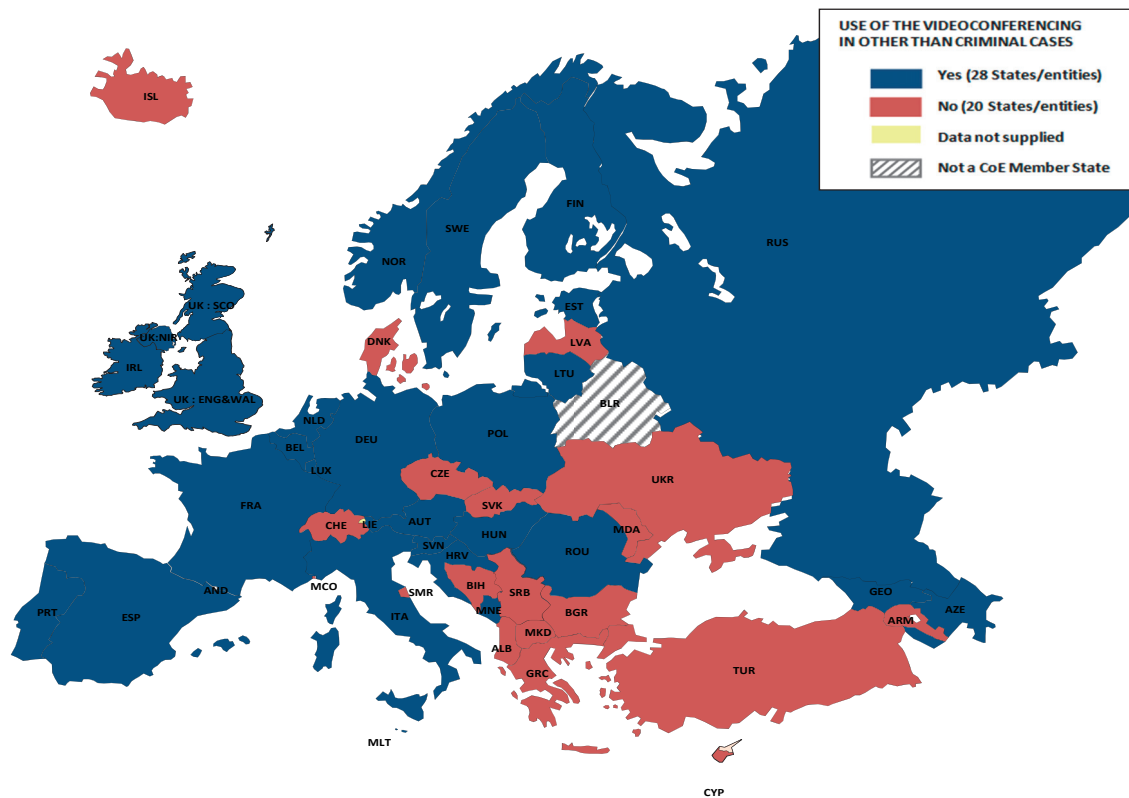 USE OF THE VIDEOCONFERENCING
IN OTHER THAN CRIMINAL CASES
Yes (28 States/entities)
No (20 States/entities)
Data not supplied
Not a CoE Member State
ISL
FIN
SWE
RUS
NOR
UK : SCO
EST
UK:NIR
DNK
LVA
IRL
LTU
UK : ENG&WAL
BLR
NLD
POL
DEU
BEL
LUX
CZE
UKR
FRA
SVK
CHE
LIE
AUT
MDA
HUN
SVN
ROU
HRV
MCO
BIH
AND
SMR
SRB
GEO
PRT
ESP
ITA
MNE
BGR
AZE
ARM
MKD
ALB
GRC
TUR
MLT
CYP